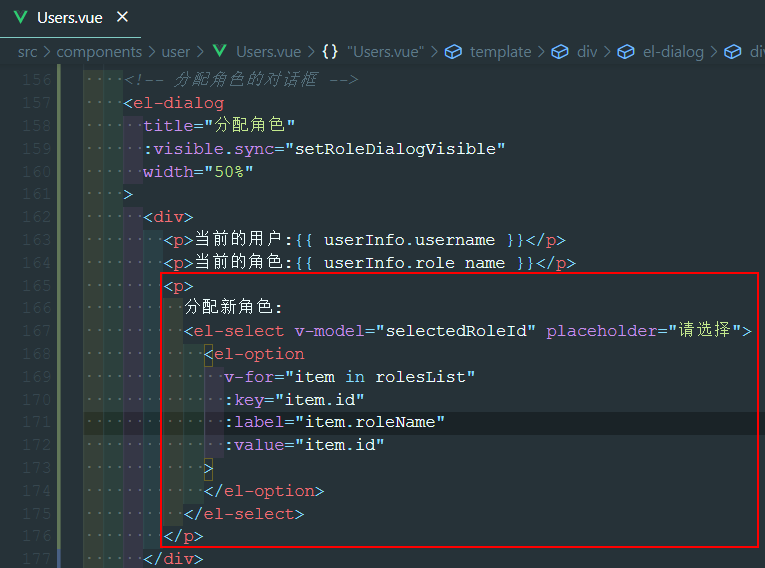 Users.vue
src > components > user > Users.vue > {} "Users.vue" > template > div > el-dialog > di
156 <!-- 分配角色的对话框 -->
157 <el-dialog
158 title="分配角色"
159 :visible.sync="setRoleDialogVisible"
160 width="50%"
161 >
162 <div>
163 <p>当前的用户:{{ userInfo.username }}</p>
164 <p>当前的角色:{{ userInfo.role_name }}</p>
165 <p>
166 分配新角色:
167 <el-select v-model="selectedRoleId" placeholder="请选择">
168 <el-option
169 v-for="item in rolesList"
170 :key="item.id"
171 :label="item.roleName"
172 :value="item.id"
173 >
174 </el-option>
175 </el-select>
176 </p>
177 </div>